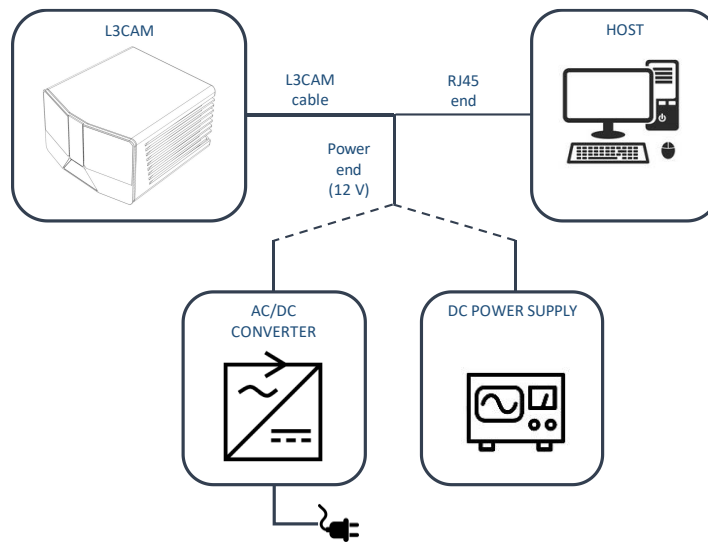 L3CAM
HOST
L3CAM
cable
RJ45
end
Power
end
(12 V)
AC/DC
CONVERTER
DC POWER SUPPLY